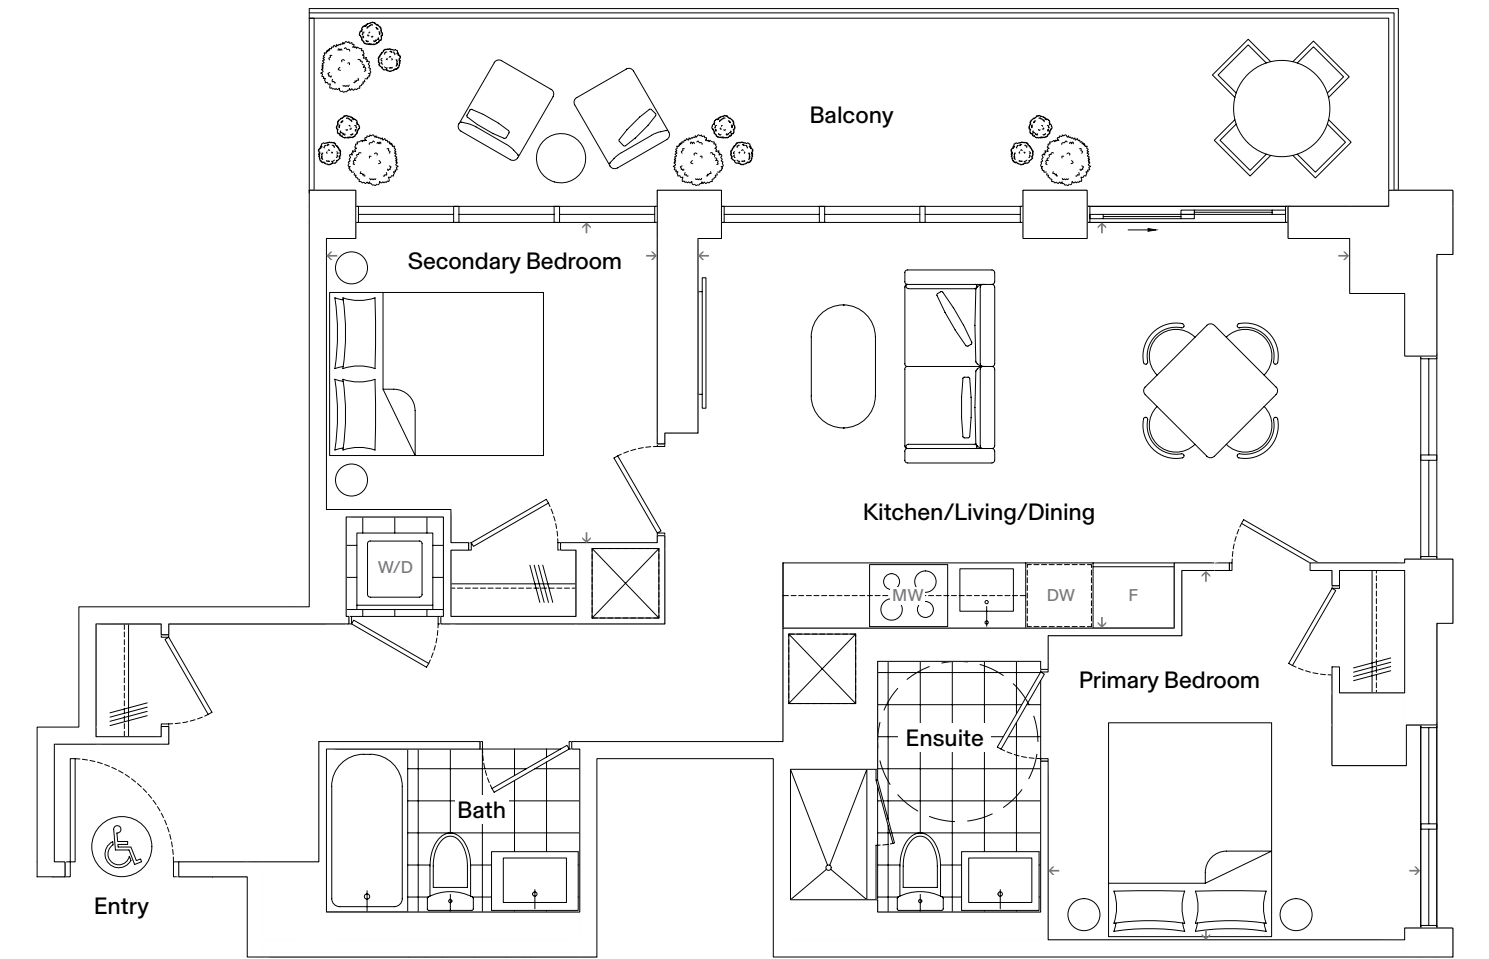 Balcony
Secondary Bedroom
Kitchen/Living/Dining
W/D
MW
DW
F
Primary Bedroom
Ensuite
Bath
Entry